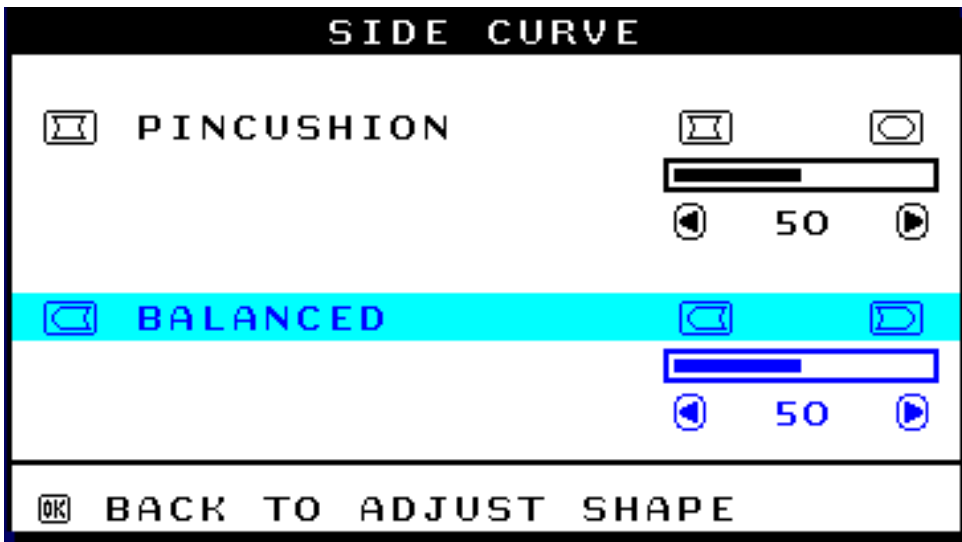 SIDE CURVE
PINCUSHION
50
BALANCED
50
OK BACK TO ADJUST SHAPE